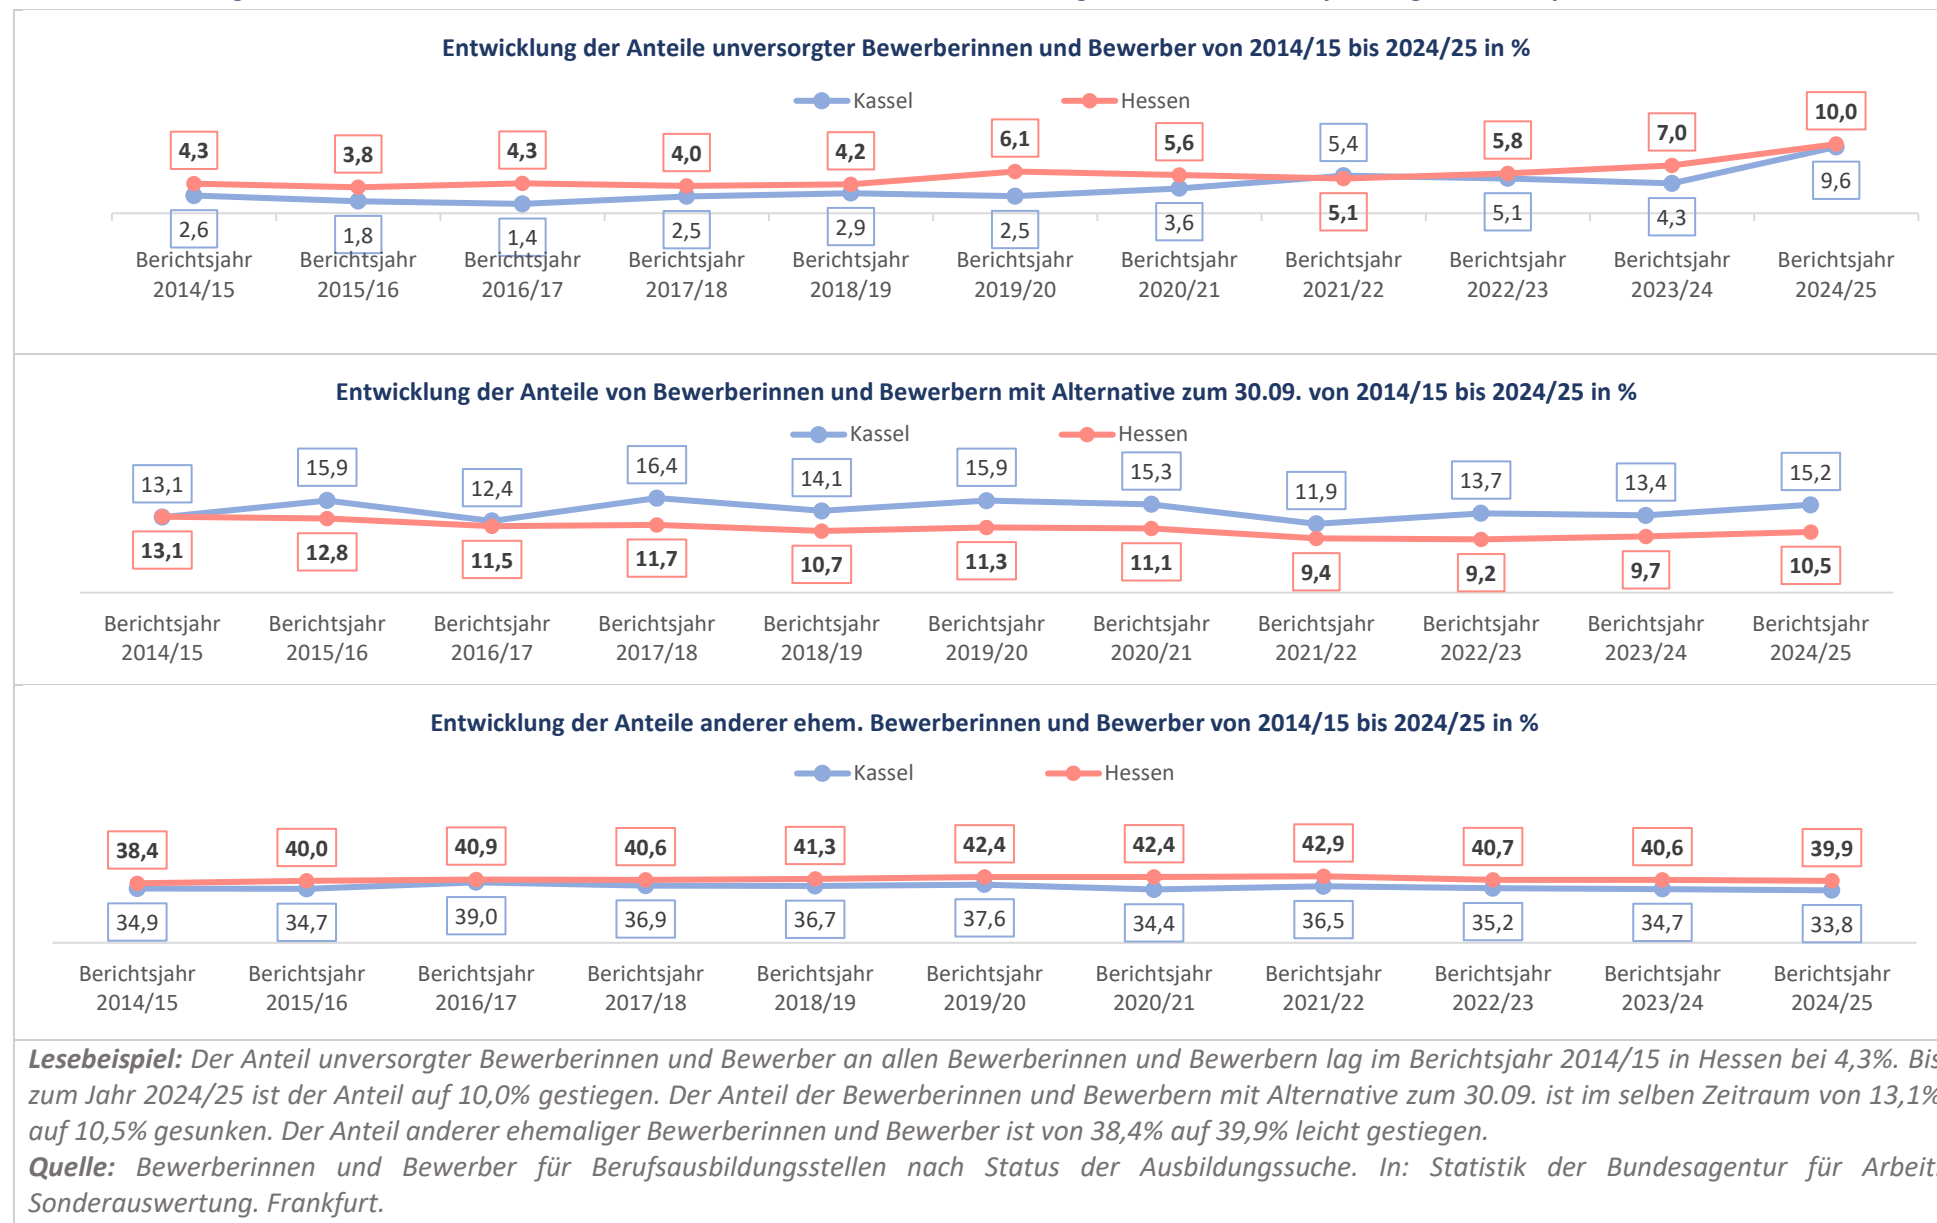 Entwicklung der Anteile unversorgter Bewerberinnen und Bewerber von 2014/15 bis 2024/25 in %
Kassel Hessen
4,3 3,8 4,3 4,0 4,2 6,1 5,6 5,4 5,8 7,0 10,0
2,6 1,8 1,4 2,5 2,9 2,5 3,6 5,1 5,1 4,3 9,6
Berichtsjahr Berichtsjahr Berichtsjahr Berichtsjahr Berichtsjahr Berichtsjahr Berichtsjahr Berichtsjahr Berichtsjahr Berichtsjahr Berichtsjahr
2014/15 2015/16 2016/17 2017/18 2018/19 2019/20 2020/21 2021/22 2022/23 2023/24 2024/25
Entwicklung der Anteile von Bewerberinnen und Bewerbern mit Alternative zum 30.09. von 2014/15 bis 2024/25 in %
Kassel Hessen
13,1 15,9 12,4 16,4 14,1 15,9 15,3 11,9 13,7 13,4 15,2
13,1 12,8 11,5 11,7 10,7 11,3 11,1 9,4 9,2 9,7 10,5
Berichtsjahr Berichtsjahr Berichtsjahr Berichtsjahr Berichtsjahr Berichtsjahr Berichtsjahr Berichtsjahr Berichtsjahr Berichtsjahr Berichtsjahr
2014/15 2015/16 2016/17 2017/18 2018/19 2019/20 2020/21 2021/22 2022/23 2023/24 2024/25
Entwicklung der Anteile anderer ehem. Bewerberinnen und Bewerber von 2014/15 bis 2024/25 in %
Kassel Hessen
38,4 40,0 40,9 40,6 41,3 42,4 42,4 42,9 40,7 40,6 39,9
34,9 34,7 39,0 36,9 36,7 37,6 34,4 36,5 35,2 34,7 33,8
Berichtsjahr Berichtsjahr Berichtsjahr Berichtsjahr Berichtsjahr Berichtsjahr Berichtsjahr Berichtsjahr Berichtsjahr Berichtsjahr Berichtsjahr
2014/15 2015/16 2016/17 2017/18 2018/19 2019/20 2020/21 2021/22 2022/23 2023/24 2024/25
Lesebeispiel: Der Anteil unversorgter Bewerberinnen und Bewerber an allen Bewerberinnen und Bewerbern lag im Berichtsjahr 2014/15 in Hessen bei 4,3%. Bis
zum Jahr 2024/25 ist der Anteil auf 10,0% gestiegen. Der Anteil der Bewerberinnen und Bewerbern mit Alternative zum 30.09. ist im selben Zeitraum von 13,1%
auf 10,5% gesunken. Der Anteil anderer ehemaliger Bewerberinnen und Bewerber ist von 38,4% auf 39,9% leicht gestiegen.
Quelle: Bewerberinnen und Bewerber für Berufsausbildungsstellen nach Status der Ausbildungssuche. In: Statistik der Bundesagentur für Arbeit.
Sonderauswertung. Frankfurt.